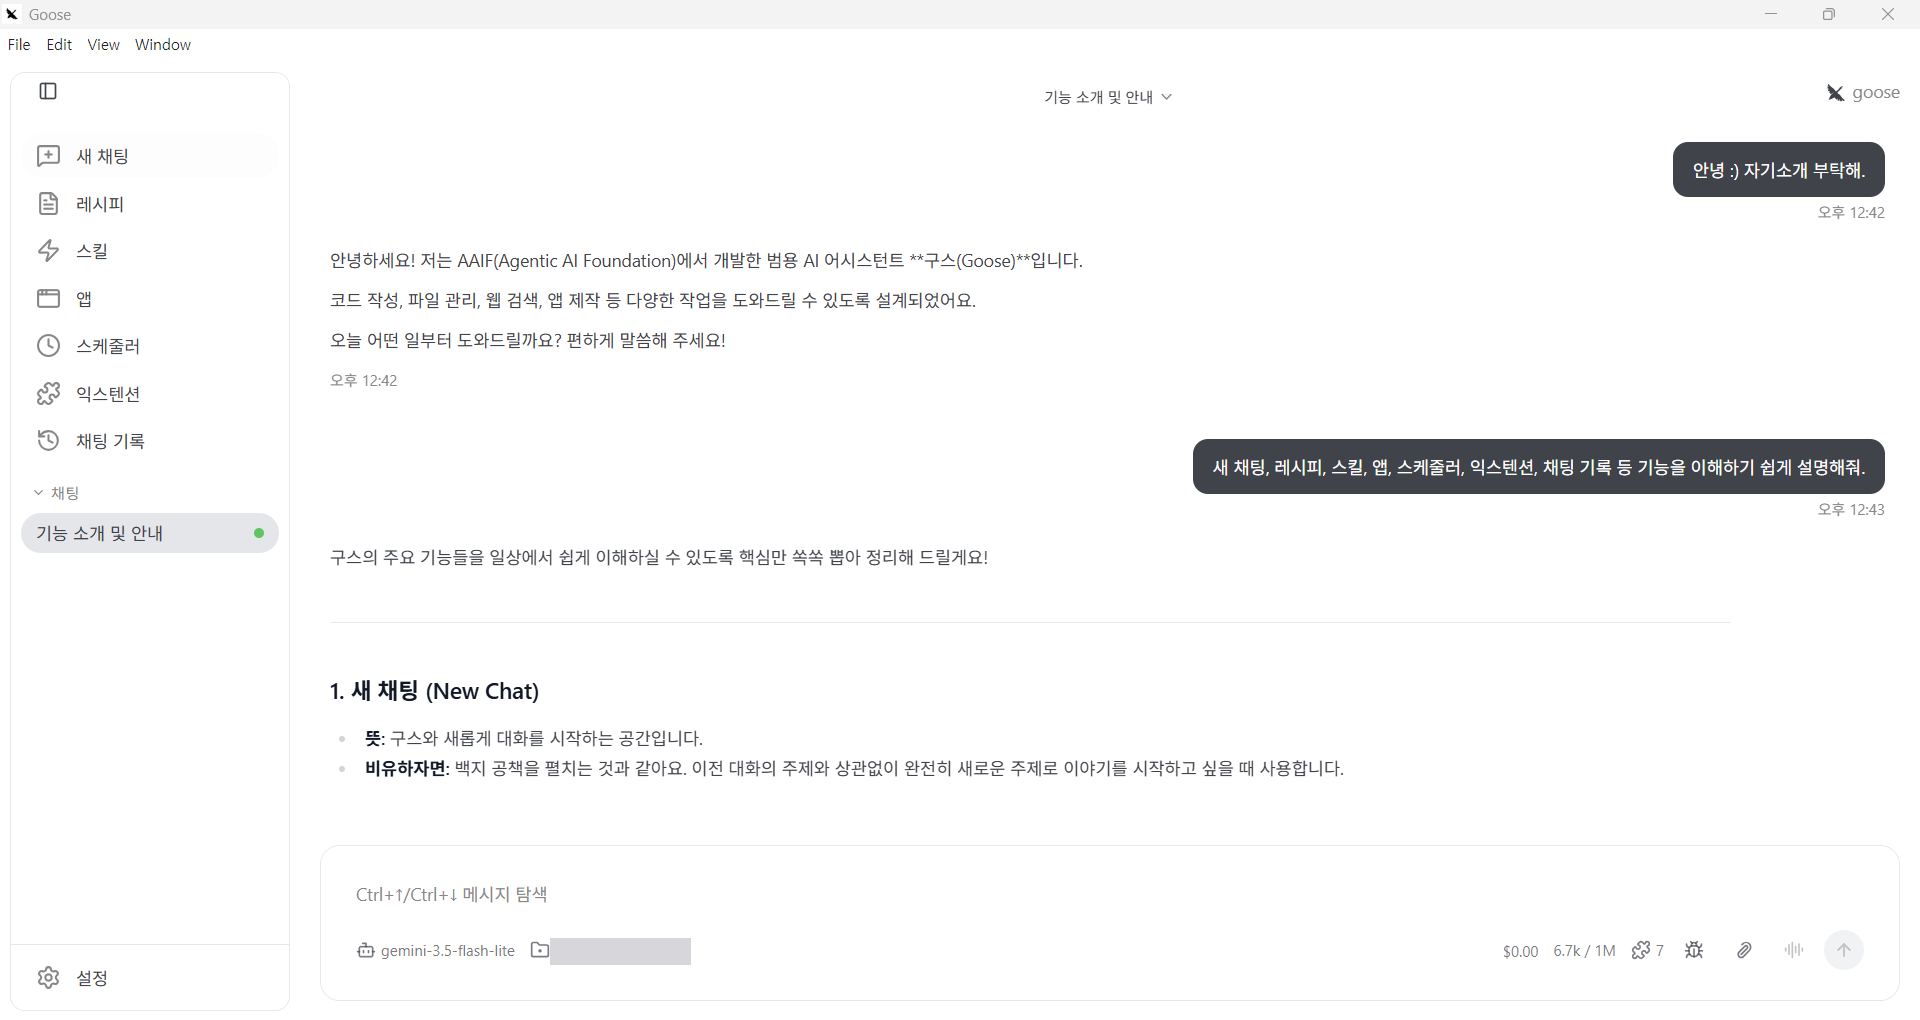 Goose
File Edit View Window
새 채팅
레시피
스킬
앱
스케줄러
익스텐션
채팅 기록
채팅
기능 소개 및 안내
설정
기능 소개 및 안내
goose
안녕 :) 자기소개 부탁해.
오후 12:42
안녕하세요! 저는 AAIF(Agentic AI Foundation)에서 개발한 범용 AI 어시스턴트 **구스(Goose)**입니다.
코드 작성, 파일 관리, 웹 검색, 앱 제작 등 다양한 작업을 도와드릴 수 있도록 설계되었어요.
오늘 어떤 일부터 도와드릴까요? 편하게 말씀해 주세요!
오후 12:42
새 채팅, 레시피, 스킬, 앱, 스케줄러, 익스텐션, 채팅 기록 등 기능을 이해하기 쉽게 설명해줘.
오후 12:43
구스의 주요 기능들을 일상에서 쉽게 이해하실 수 있도록 핵심만 쏙쏙 뽑아 정리해 드릴게요!
1. 새 채팅 (New Chat)
뜻: 구스와 새롭게 대화를 시작하는 공간입니다.
비유하자면: 백지 공책을 펼치는 것과 같아요. 이전 대화의 주제와 상관없이 완전히 새로운 주제로 이야기를 시작하고 싶을 때 사용합니다.
Ctrl+↑/Ctrl+↓ 메시지 탐색
gemini-3.5-flash-lite
$0.00 6.7k / 1M 7